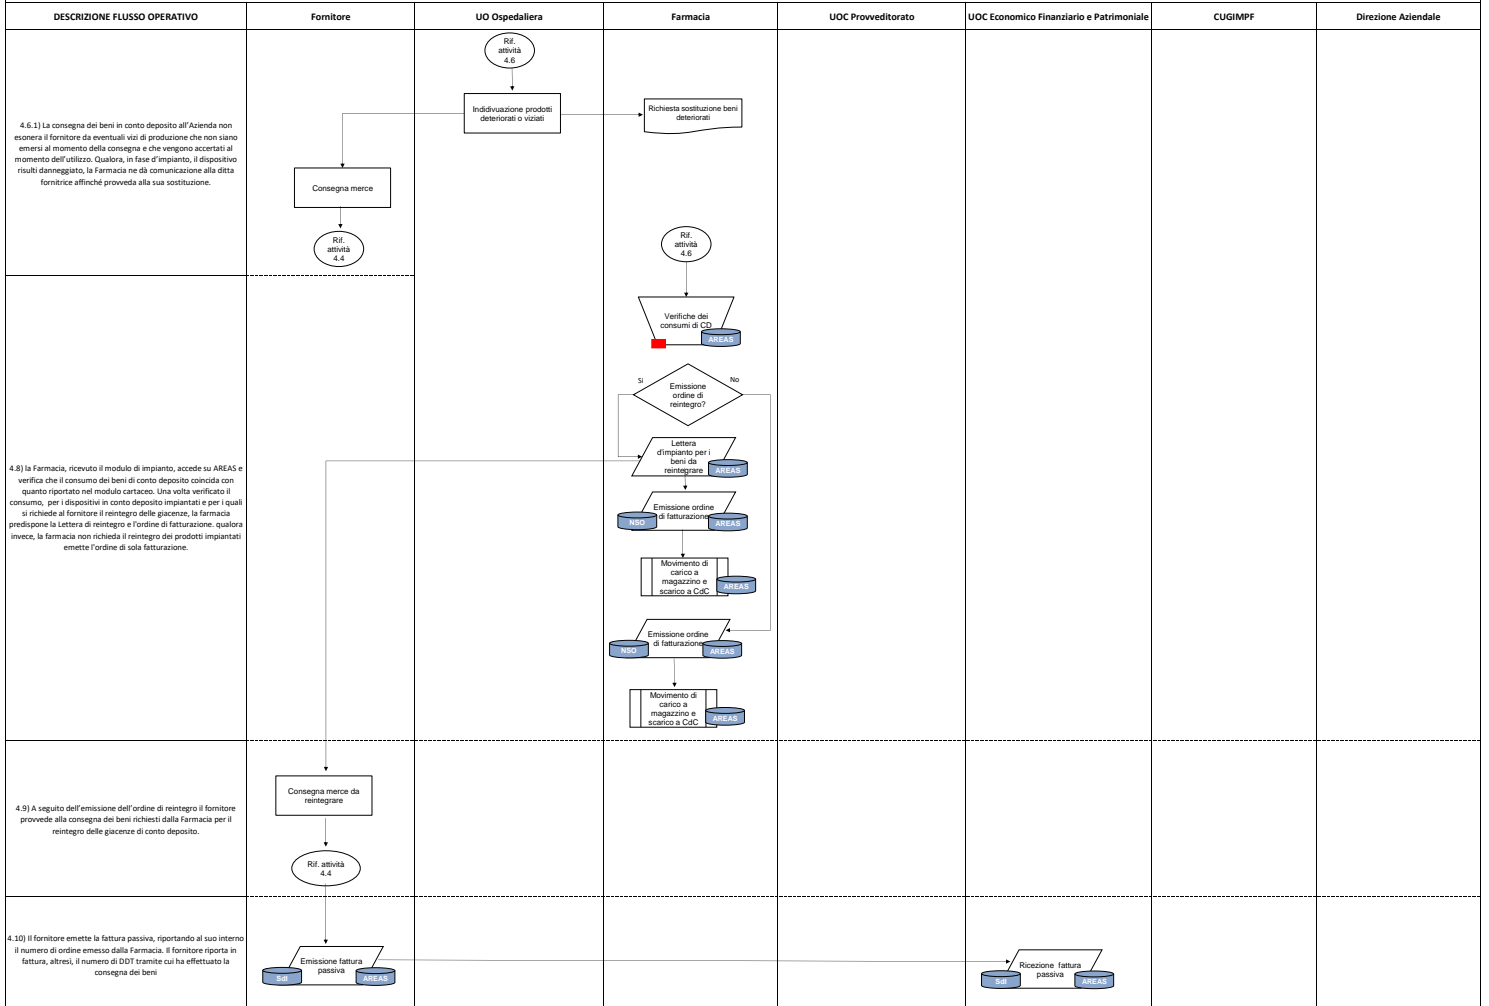 DESCRIZIONE FLUSSO OPERATIVO
Fornitore
UO Ospedaliera
Farmacia
UOC Provveditorato
UOC Economico Finanziario e Patrimoniale
CUGIMPF
Direzione Aziendale
4.6.1) La consegna dei beni in conto deposito all'Azienda non
esonera il fornitore da eventuali vizi di produzione che non siano
emersi al momento della consegna e che vengono accertati al
momento dell'utilizzo. Qualora, in fase d'impianto, il dispositivo
risulti danneggiato, la Farmacia ne dà comunicazione alla ditta
fornitrice affinché provveda alla sua sostituzione.
Rif.
attività
4.6
Indidivuazione prodotti
deteriorati o viziati
Richiesta sostituzione beni
deteriorati
Consegna merce
Rif.
attività
4.4
Rif.
attività
4.6
4.8) la Farmacia, ricevuto il modulo di impianto, accede su AREAS e
verifica che il consumo dei beni di conto deposito coincida con
quanto riportato nel modulo cartaceo. Una volta verificato il
consumo, per i dispositivi in conto deposito impiantati e per i quali
si richiede al fornitore il reintegro delle giacenze, la farmacia
predispone la Lettera di reintegro e l'ordine di fatturazione. qualora
invece, la farmacia non richieda il reintegro dei prodotti impiantati
emette l'ordine di sola fatturazione.
Verifiche dei
consumi di CD
AREAS
Si
No
Emissione
ordine di
reintegro?
Lettera
d'impianto per i
beni da
reintegrare
AREAS
Emissione ordine
di fatturazione
NSO
AREAS
Movimento di
carico a
magazzino e
scarico a CdC
AREAS
Emissione ordine
di fatturazione
NSO
AREAS
Movimento di
carico a
magazzino e
scarico a CdC
AREAS
4.9) A seguito dell'emissione dell'ordine di reintegro il fornitore
provvede alla consegna dei beni richiesti dalla Farmacia per il
reintegro delle giacenze di conto deposito.
Consegna merce da
reintegrare
Rif. attività
4.4
4.10) Il fornitore emette la fattura passiva, riportando al suo interno
il numero di ordine emesso dalla Farmacia. Il fornitore riporta in
fattura, altresì, il numero di DDT tramite cui ha effettuato la
consegna dei beni
Emissione fattura
passiva
SdI
AREAS
Ricezione fattura
passiva
SdI
AREAS